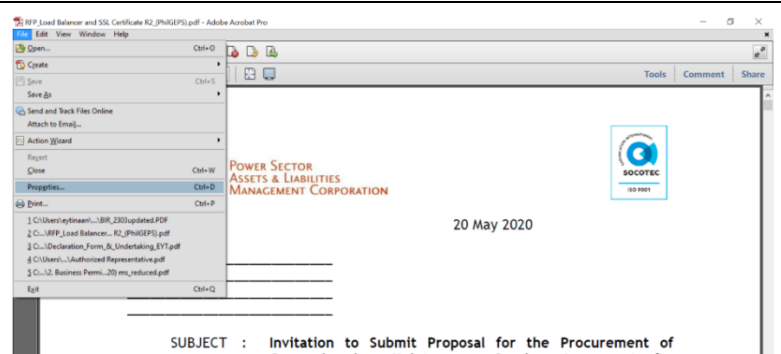 RFP_Load Balancer and SSL Certificate R2_(PhilGEPS).pdf - Adobe Acrobat Pro
File Edit View Window Help
Open... Ctrl+O
Create
Save Ctrl+S
Save As
Send and Track Files Online
Attach to Email...
Action Wizard
Revert
Close Ctrl+W
Properties... Ctrl+D
Print... Ctrl+P
1 C:\Users\eytinaan\...\BIR_2303updated.PDF
2 C:\...\RFP_Load Balancer... R2_(PhilGEPS).pdf
3 C:\...\Declaration_Form_&_Undertaking_EYT.pdf
4 C:\Users\...\Authorized Representative.pdf
5 C:\...\2. Business Permi...20) ms_reduced.pdf
Exit Ctrl+Q
Tools Comment Share
POWER SECTOR
ASSETS & LIABILITIES
MANAGEMENT CORPORATION
SOCOTEC
ISO 9001
20 May 2020
SUBJECT : Invitation to Submit Proposal for the Procurement of